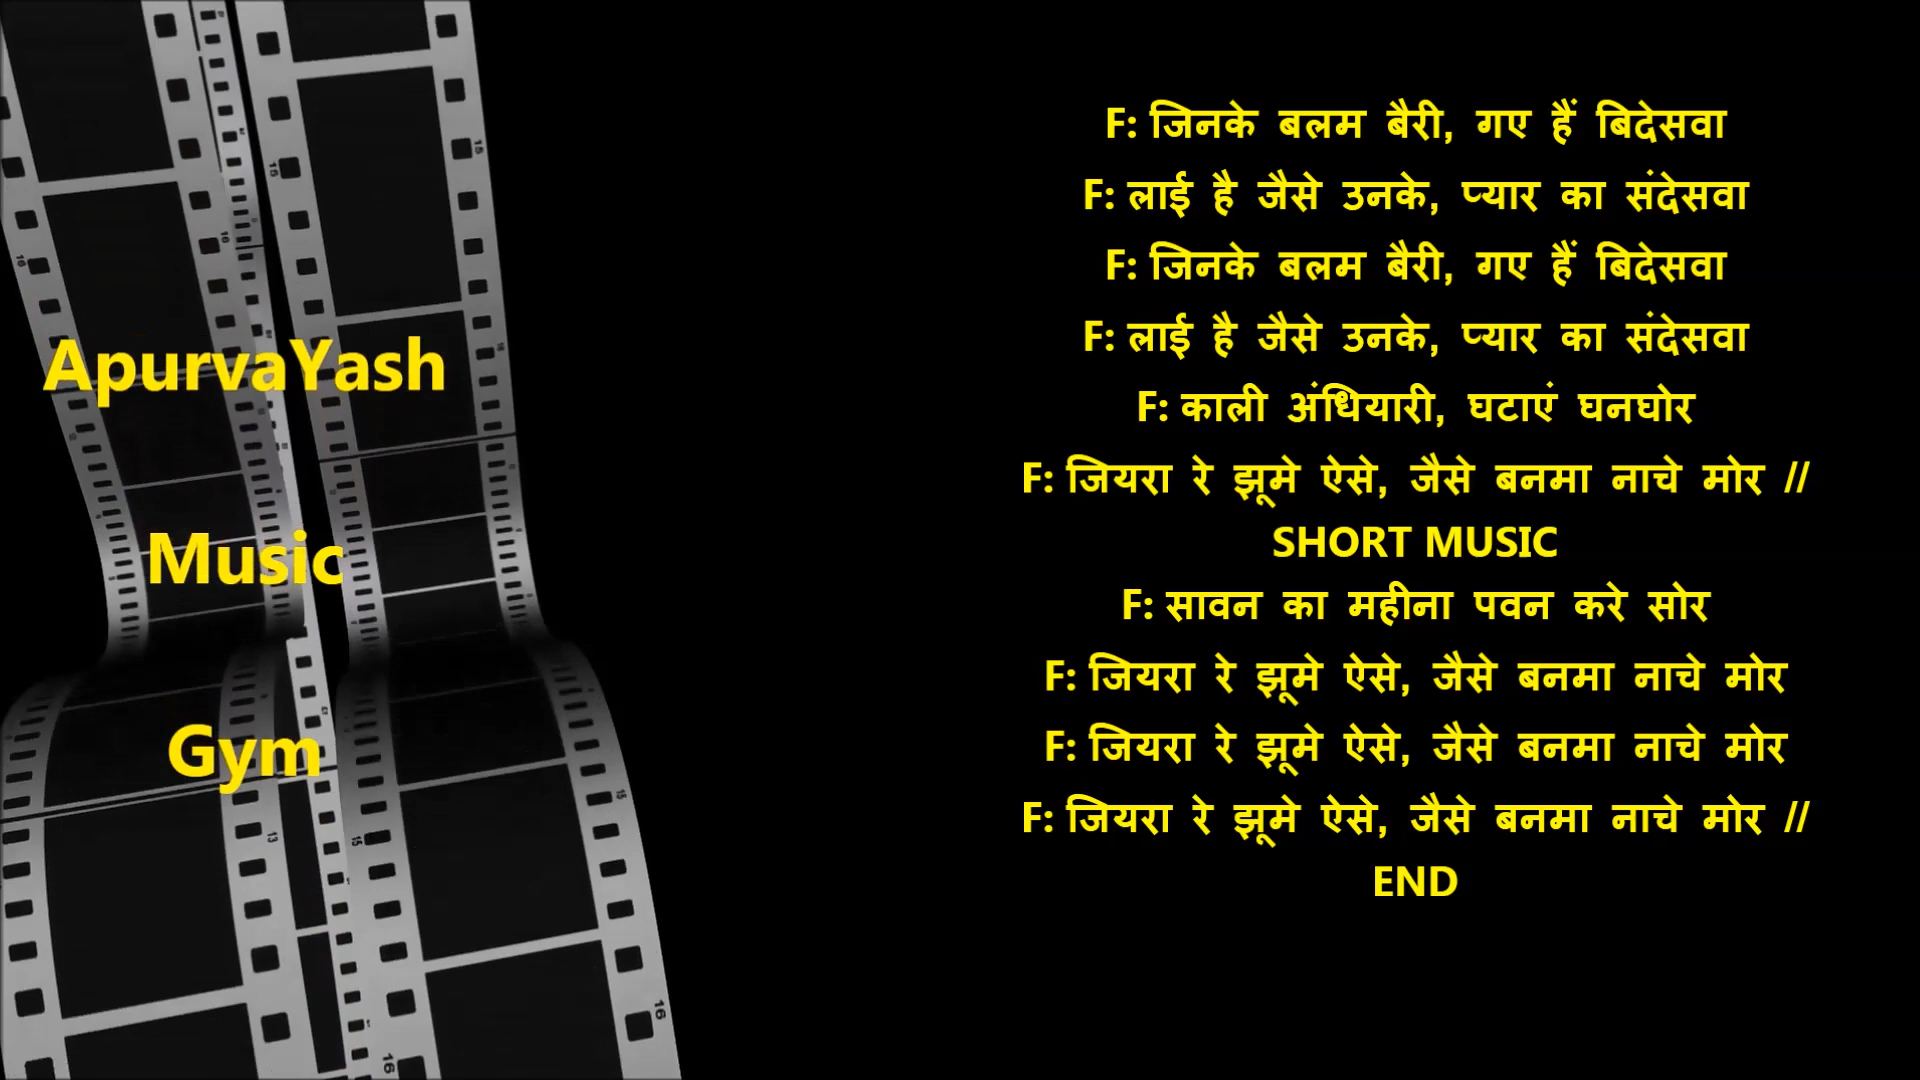 ApurvaYash
Music
Gym
F: जिनके बलम बैरी, गए हैं बिदेसवा
F: लाई है जैसे उनके, प्यार का संदेसवा
F: जिनके बलम बैरी, गए हैं बिदेसवा
F: लाई है जैसे उनके, प्यार का संदेसवा
F: काली अंधियारी, घटाएं घनघोर
F: जियरा रे झूमे ऐसे, जैसे बनमा नाचे मोर //
SHORT MUSIC
F: सावन का महीना पवन करे सोर
F: जियरा रे झूमे ऐसे, जैसे बनमा नाचे मोर
F: जियरा रे झूमे ऐसे, जैसे बनमा नाचे मोर
F: जियरा रे झूमे ऐसे, जैसे बनमा नाचे मोर //
END